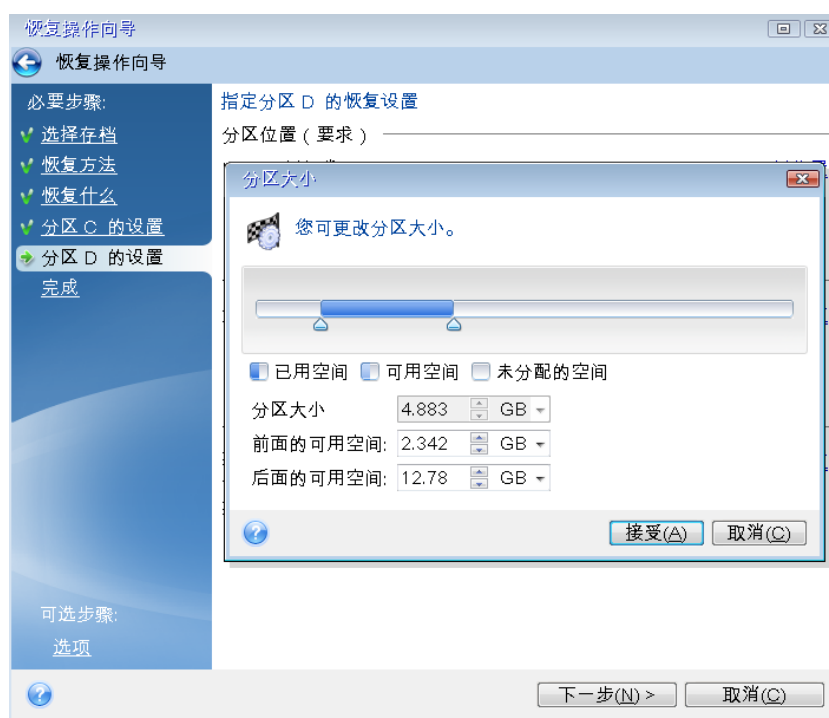 恢复操作向导
恢复操作向导
必要步骤:
选择存档
恢复方法
恢复什么
分区 C 的设置
分区 D 的设置
完成
可选步骤:
选项
指定分区 D 的恢复设置
分区位置 ( 要求 )
分区大小
您可更改分区大小。
已用空间 可用空间 未分配的空间
分区大小 4.883 GB
前面的可用空间: 2.342 GB
后面的可用空间: 12.78 GB
接受(A) 取消(C)
下一步(N) > 取消(C)